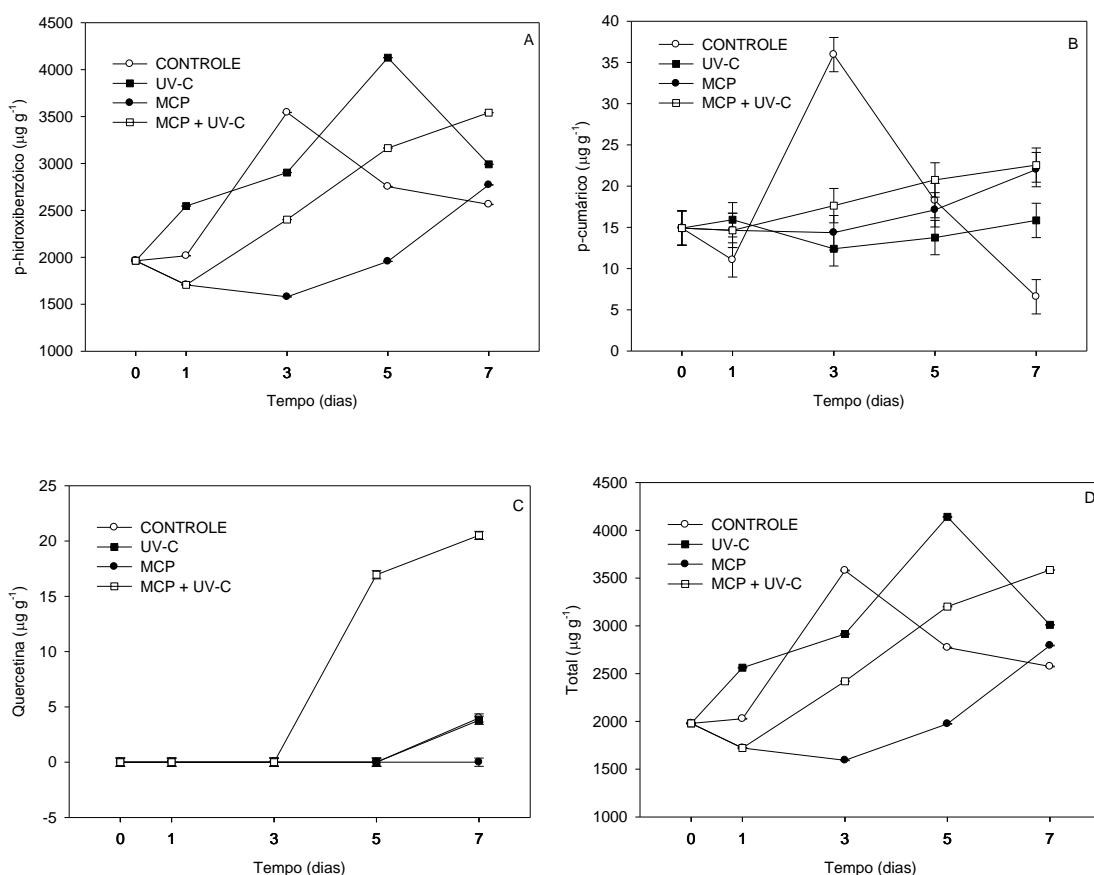 A
p-hidroxibenzóico (µg g⁻¹)
4500
4000
3500
3000
2500
2000
1500
1000
CONTROLE
UV-C
MCP
MCP + UV-C
0 1 3 5 7
Tempo (dias)
B
p-cumárico (µg g⁻¹)
40
35
30
25
20
15
10
5
0
CONTROLE
UV-C
MCP
MCP + UV-C
0 1 3 5 7
Tempo (dias)
C
Quercetina (µg g⁻¹)
25
20
15
10
5
0
-5
CONTROLE
UV-C
MCP
MCP + UV-C
0 1 3 5 7
Tempo (dias)
D
Total (µg g⁻¹)
4500
4000
3500
3000
2500
2000
1500
1000
CONTROLE
UV-C
MCP
MCP + UV-C
0 1 3 5 7
Tempo (dias)